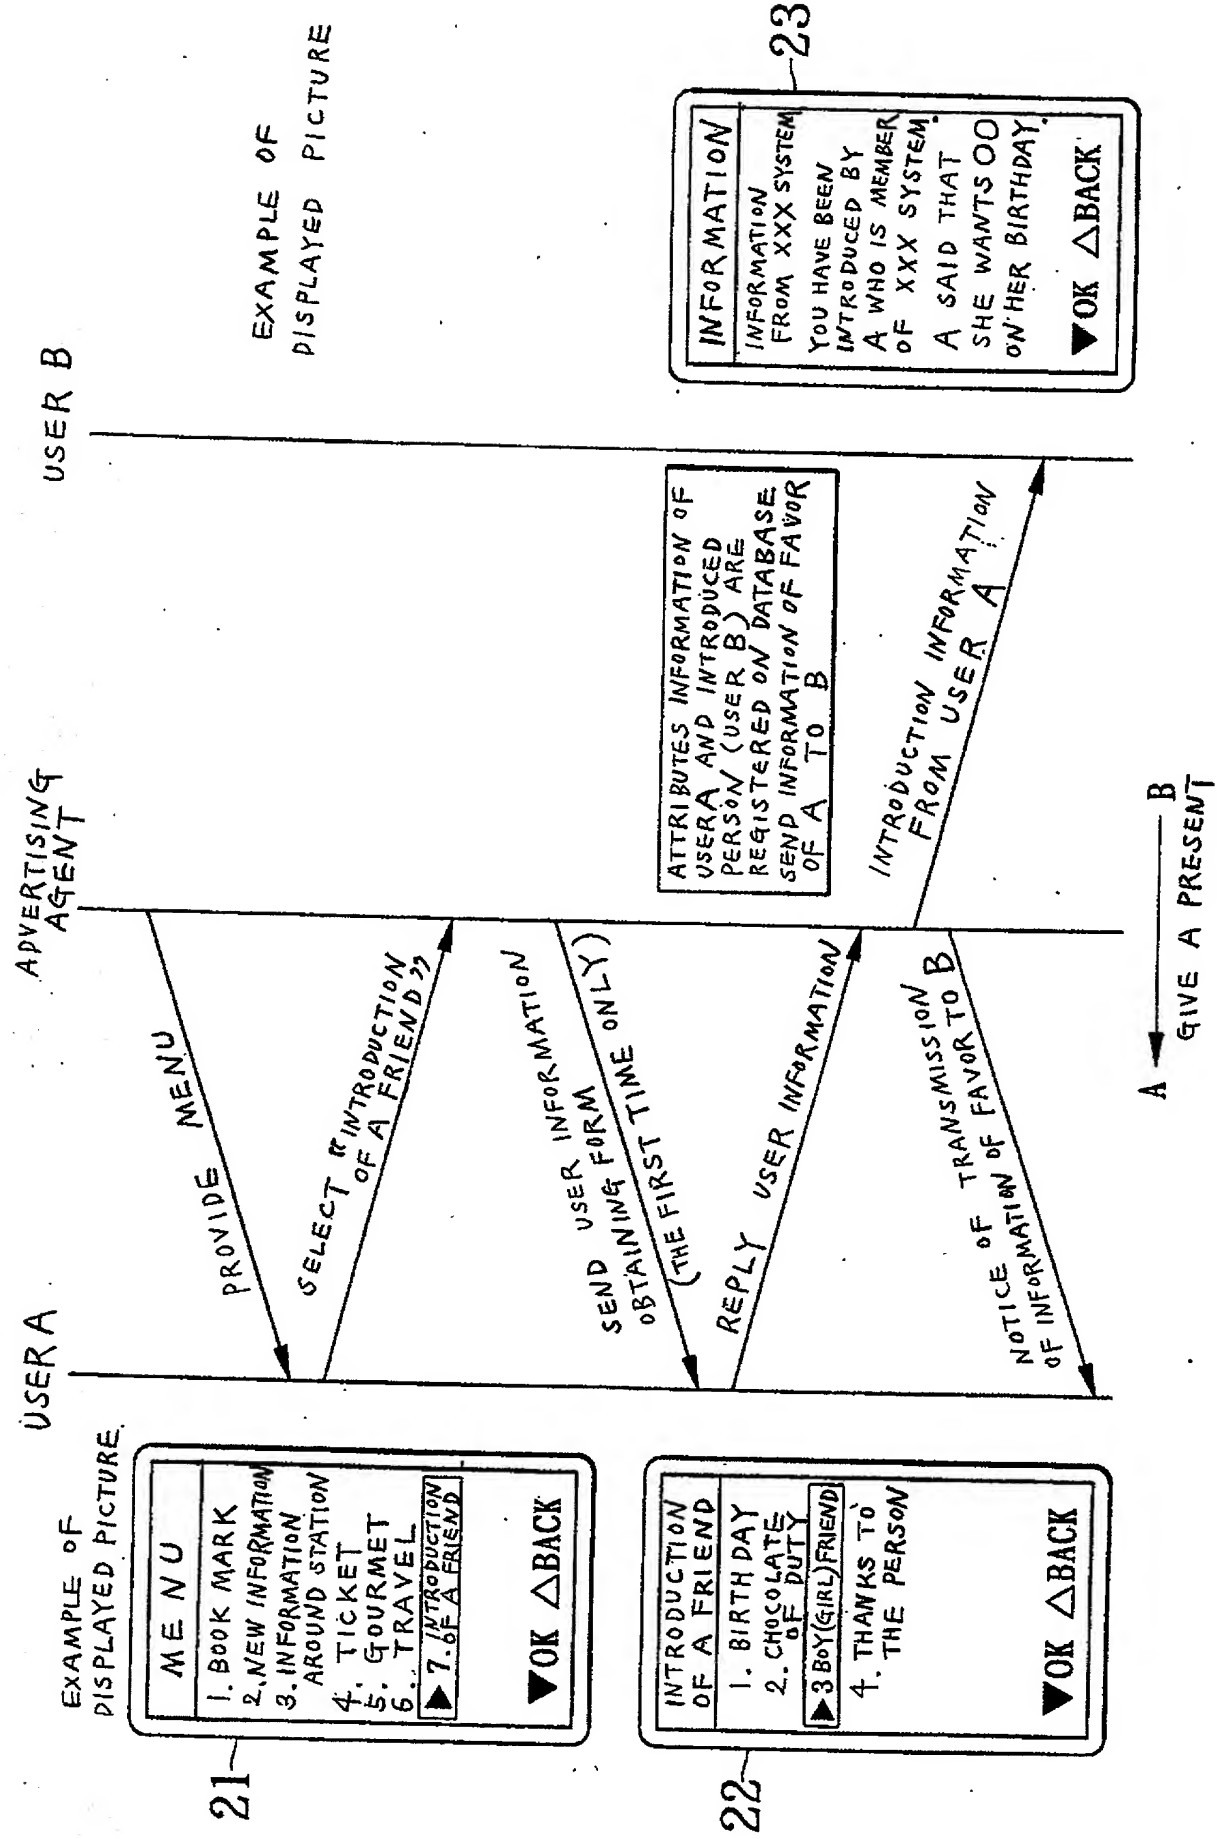 EXAMPLE OF
DISPLAYED PICTURE.
USER A
ADVERTISING
AGENT
USER B
EXAMPLE OF
DISPLAYED PICTURE
21
MENU
1. BOOK MARK
2. NEW INFORMATION
3. INFORMATION
AROUND STATION
4. TICKET
5. GOURMET
6. TRAVEL
▶ 7. INTRODUCTION
OF A FRIEND
▼OK △BACK
PROVIDE MENU
SELECT "INTRODUCTION
OF A FRIEND"
22
INTRODUCTION
OF A FRIEND
1. BIRTHDAY
2. CHOCOLATE
OF DUTY
▶3 BOY(GIRL)FRIEND
4. THANKS TO
THE PERSON
▼OK △BACK
SEND USER INFORMATION
OBTAINING FORM
(THE FIRST TIME ONLY)
REPLY USER INFORMATION
NOTICE OF TRANSMISSION
OF INFORMATION OF FAVOR TO B
ATTRIBUTES INFORMATION OF
USER A AND INTRODUCED
PERSON (USER B) ARE
REGISTERED ON DATABASE
SEND INFORMATION OF FAVOR
OF A TO B
INTRODUCTION INFORMATION
FROM USER A
23
INFORMATION
INFORMATION
FROM XXX SYSTEM
YOU HAVE BEEN
INTRODUCED BY
A WHO IS MEMBER
OF XXX SYSTEM.
A SAID THAT
SHE WANTS OO
ON HER BIRTHDAY.
▼OK △BACK
A ← B
GIVE A PRESENT